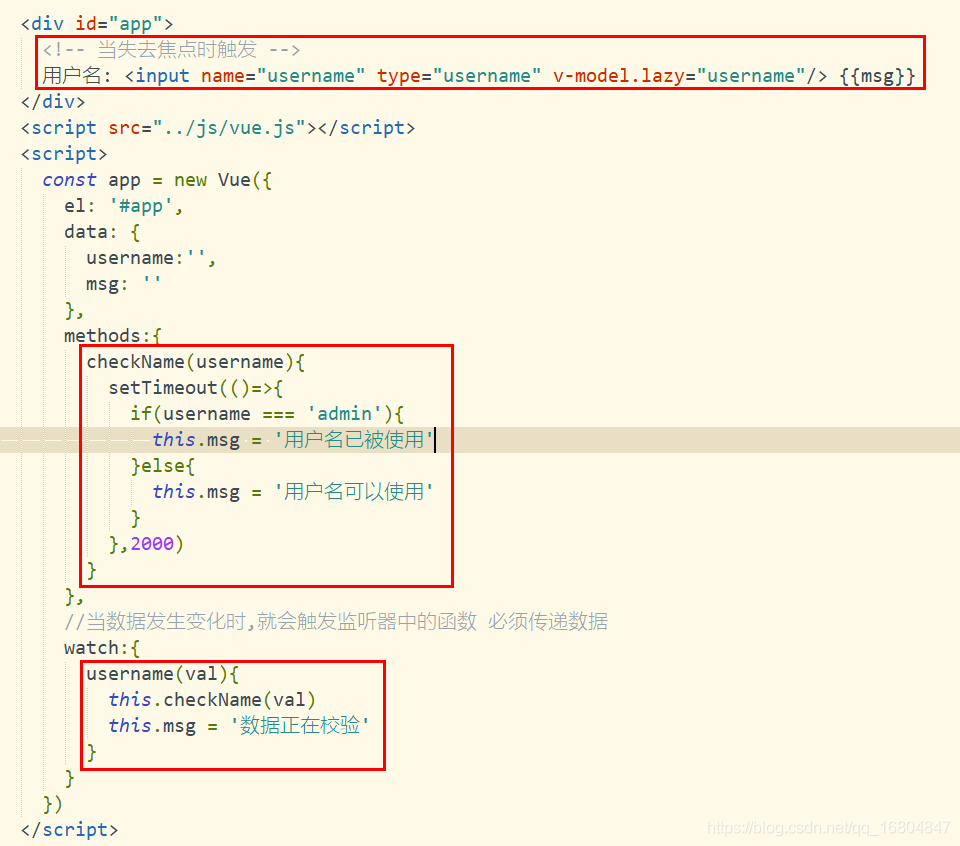 <div id="app">
<!-- 当失去焦点时触发 -->
用户名: <input name="username" type="username" v-model.lazy="username"/> {{msg}}
</div>
<script src="../js/vue.js"></script>
<script>
const app = new Vue({
el: '#app',
data: {
username:'',
msg: ''
},
methods:{
checkName(username){
setTimeout(()=>{
if(username === 'admin'){
this.msg = '用户名已被使用'
}else{
this.msg = '用户名可以使用'
}
},2000)
}
},
//当数据发生变化时,就会触发监听器中的函数 必须传递数据
watch:{
username(val){
this.checkName(val)
this.msg = '数据正在校验'
}
}
})
</script>
https://blog.csdn.net/qq_16804847